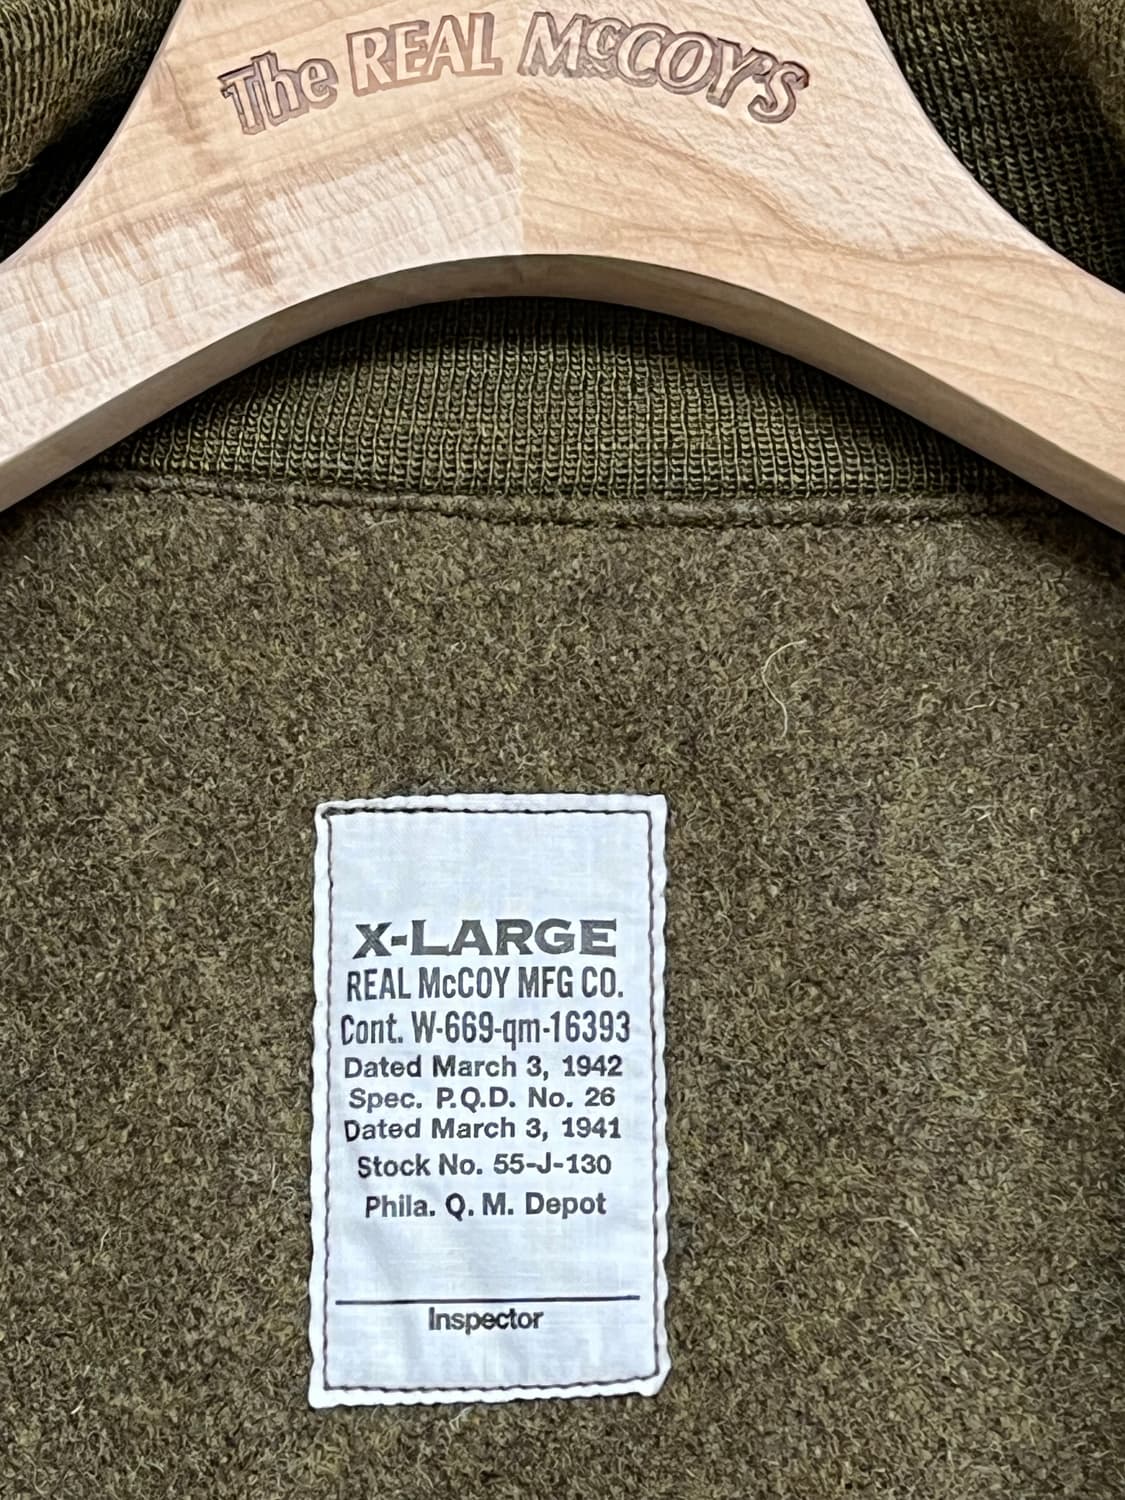 The REAL McCOY'S
X-LARGE
REAL McCOY MFG CO.
Cont. W-669-qm-16393
Dated March 3, 1942
Spec. P.Q.D. No. 26
Dated March 3, 1941
Stock No. 55-J-130
Phila. Q. M. Depot
Inspector